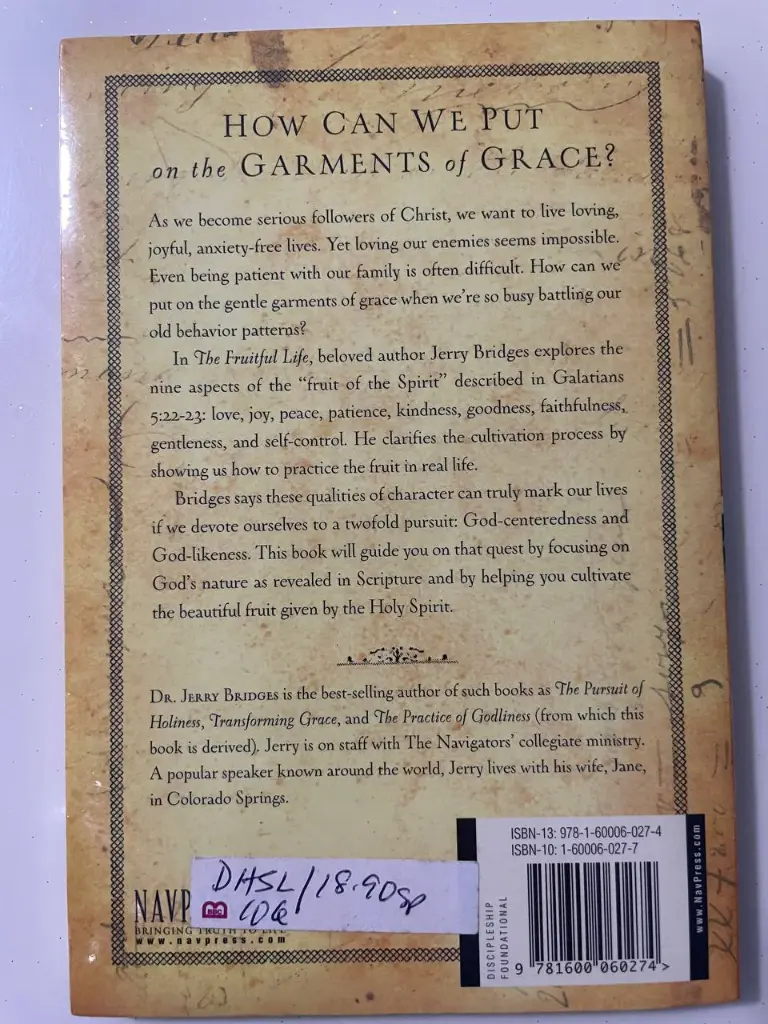 HOW CAN WE PUT
on the GARMENTS of GRACE?
As we become serious followers of Christ, we want to live loving,
joyful, anxiety-free lives. Yet loving our enemies seems impossible.
Even being patient with our family is often difficult. How can we
put on the gentle garments of grace when we're so busy battling our
old behavior patterns?
In The Fruitful Life, beloved author Jerry Bridges explores the
nine aspects of the "fruit of the Spirit" described in Galatians
5:22-23: love, joy, peace, patience, kindness, goodness, faithfulness,
gentleness, and self-control. He clarifies the cultivation process by
showing us how to practice the fruit in real life.
Bridges says these qualities of character can truly mark our lives
if we devote ourselves to a twofold pursuit: God-centeredness and
God-likeness. This book will guide you on that quest by focusing on
God's nature as revealed in Scripture and by helping you cultivate
the beautiful fruit given by the Holy Spirit.
DR. JERRY BRIDGES is the best-selling author of such books as The Pursuit of
Holiness, Transforming Grace, and The Practice of Godliness (from which this
book is derived). Jerry is on staff with The Navigators' collegiate ministry.
A popular speaker known around the world, Jerry lives with his wife, Jane,
in Colorado Springs.
NAVP
BRINGING TRUTH TO LIFE
www.navpress.com
DHSL/18.90
ISBN-13: 978-1-60006-027-4
ISBN-10: 1-60006-027-7
DISCIPLESHIP
FOUNDATIONAL
9 781600 060274 >
www.NavPress.com